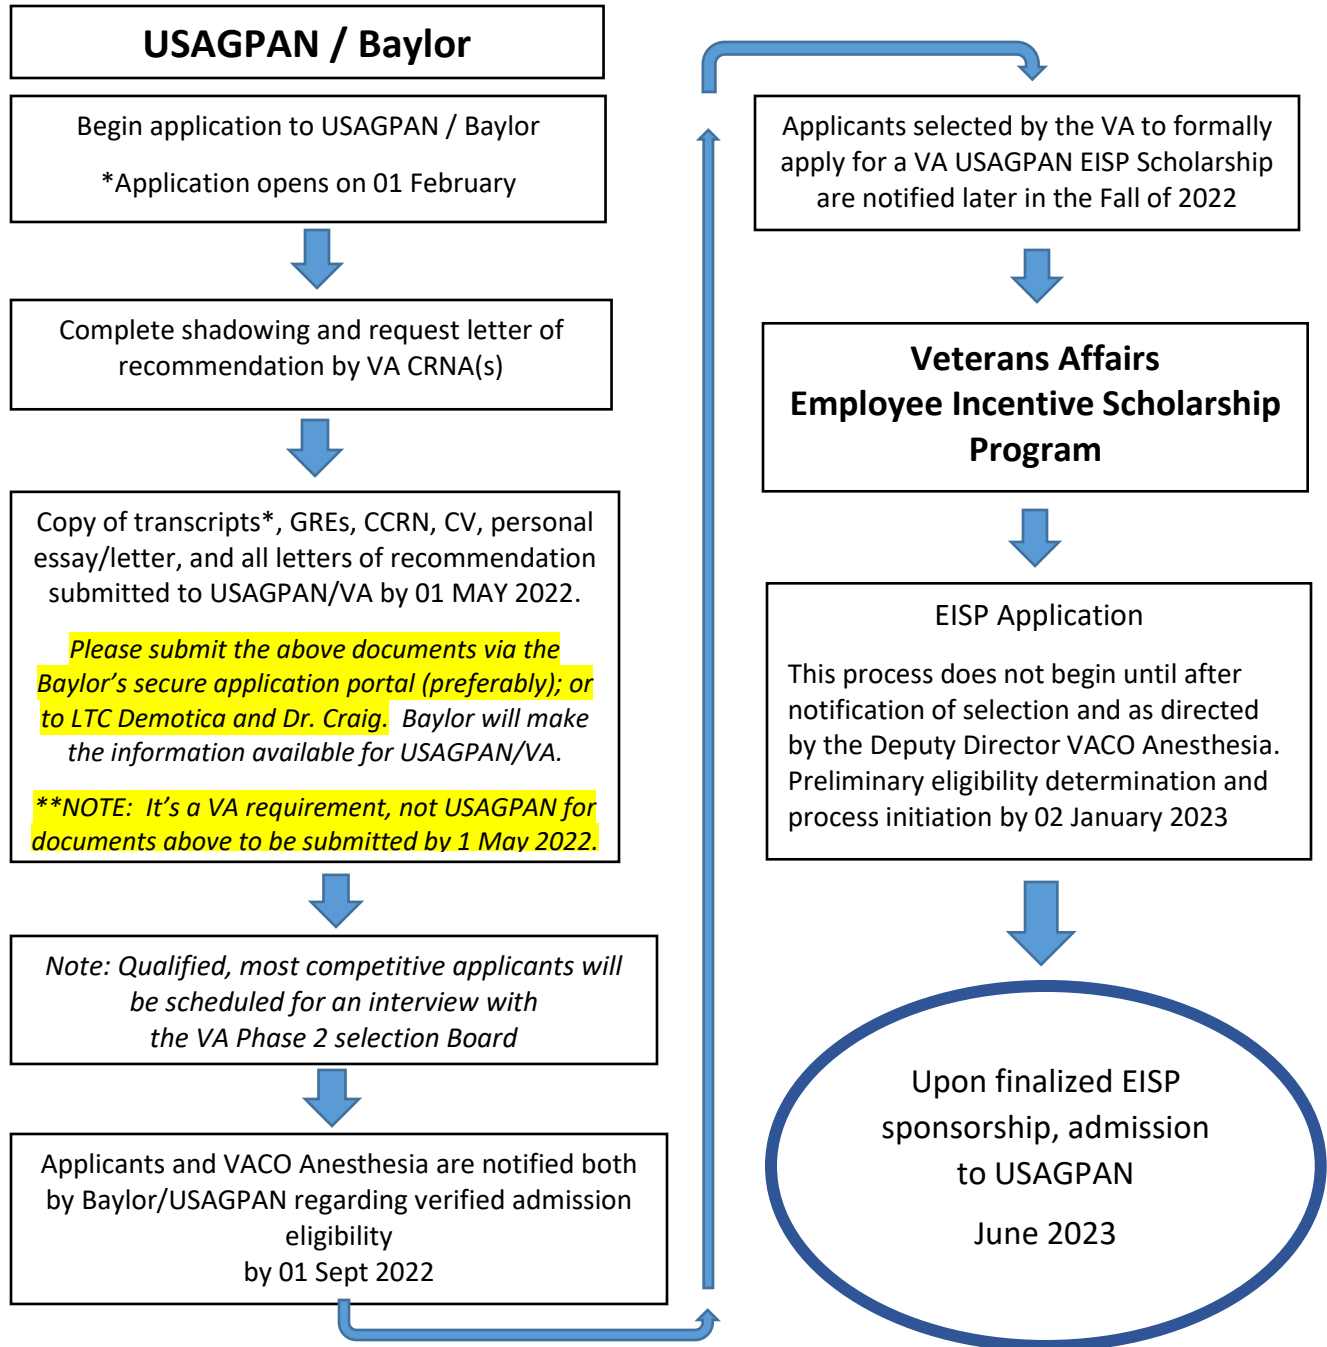 USAGPAN / Baylor
Begin application to USAGPAN / Baylor
*Application opens on 01 February
Complete shadowing and request letter of
recommendation by VA CRNA(s)
Copy of transcripts*, GREs, CCRN, CV, personal
essay/letter, and all letters of recommendation
submitted to USAGPAN/VA by 01 MAY 2022.
Please submit the above documents via the
Baylor’s secure application portal (preferably); or
to LTC Demotica and Dr. Craig.  Baylor will make
the information available for USAGPAN/VA.
**NOTE:  It’s a VA requirement, not USAGPAN for
documents above to be submitted by 1 May 2022.
Note: Qualified, most competitive applicants will
be scheduled for an interview with
the VA Phase 2 selection Board
Applicants and VACO Anesthesia are notified both
by Baylor/USAGPAN regarding verified admission
eligibility
by 01 Sept 2022
Applicants selected by the VA to formally
apply for a VA USAGPAN EISP Scholarship
are notified later in the Fall of 2022
Veterans Affairs
Employee Incentive Scholarship
Program
EISP Application
This process does not begin until after
notification of selection and as directed
by the Deputy Director VACO Anesthesia.
Preliminary eligibility determination and
process initiation by 02 January 2023
Upon finalized EISP
sponsorship, admission
to USAGPAN
June 2023